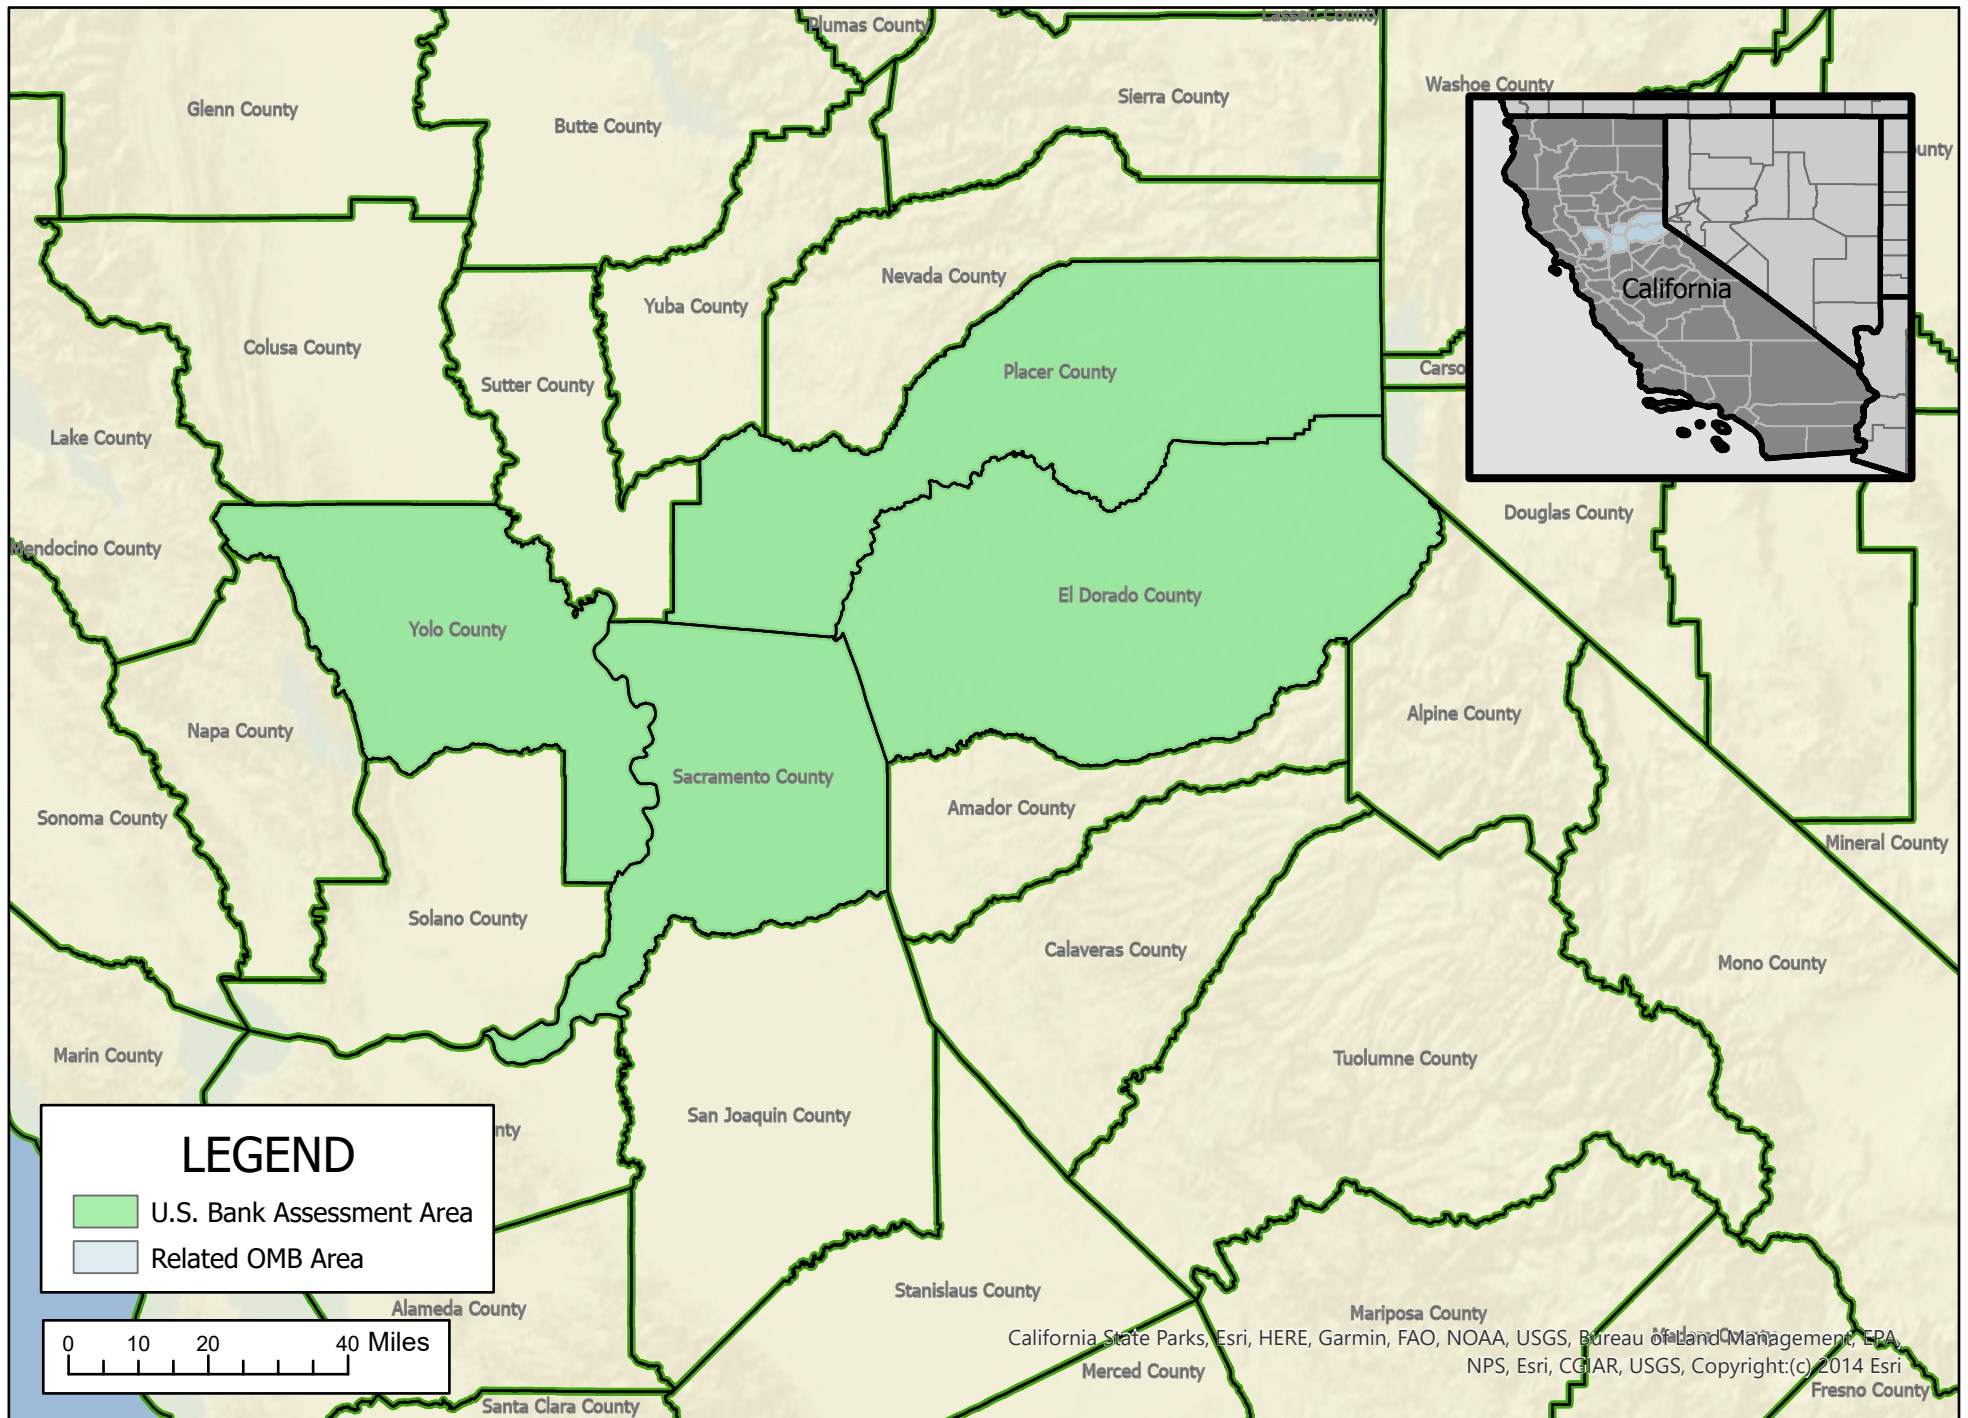 Plumas County
Lassen County
Glenn County
Butte County
Sierra County
Washoe County
unty
Nevada County
Yuba County
California
Colusa County
Sutter County
Placer County
Carso
Lake County
Douglas County
Mendocino County
El Dorado County
Yolo County
Napa County
Alpine County
Sacramento County
Amador County
Sonoma County
Mineral County
Solano County
Calaveras County
Mono County
Marin County
Tuolumne County
San Joaquin County
nty
LEGEND
U.S. Bank Assessment Area
Related OMB Area
Stanislaus County
Alameda County
Mariposa County
Madera County
0 10 20 40 Miles
California State Parks, Esri, HERE, Garmin, FAO, NOAA, USGS, Bureau of Land Management, EPA,
NPS, Esri, CGIAR, USGS, Copyright:(c) 2014 Esri
Merced County
Fresno County
Santa Clara County